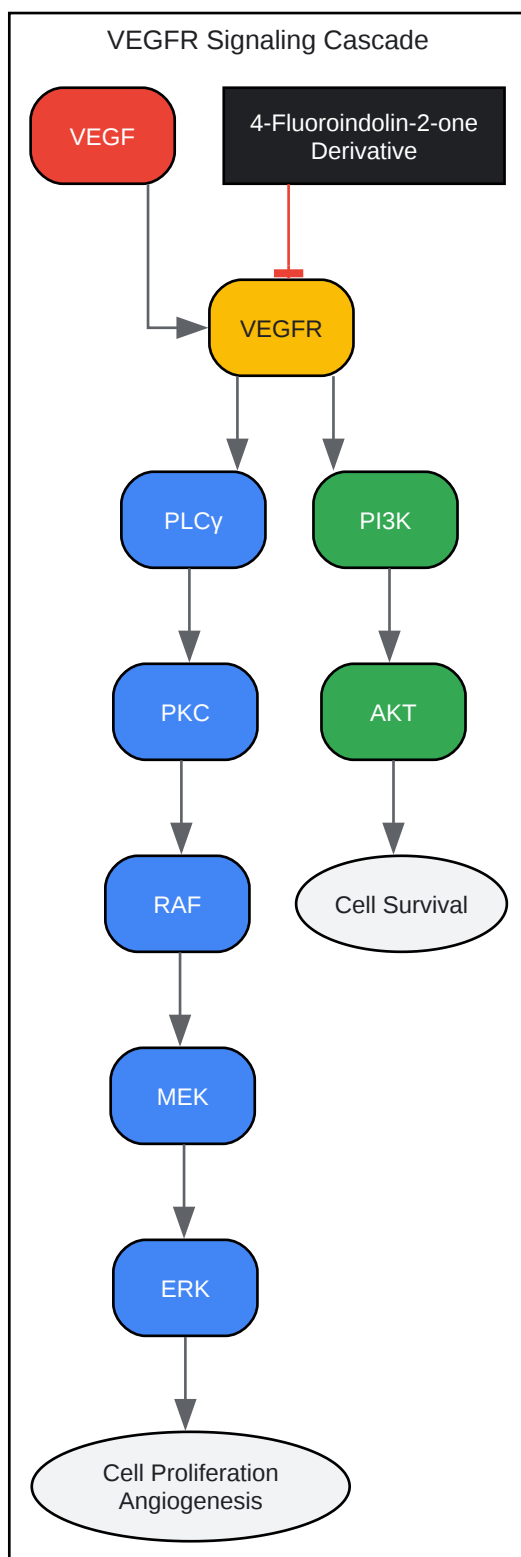 VEGFR Signaling Cascade
VEGF
4-Fluoroindolin-2-one
Derivative
VEGFR
PLCγ
PI3K
PKC
AKT
RAF
Cell Survival
MEK
ERK
Cell Proliferation
Angiogenesis